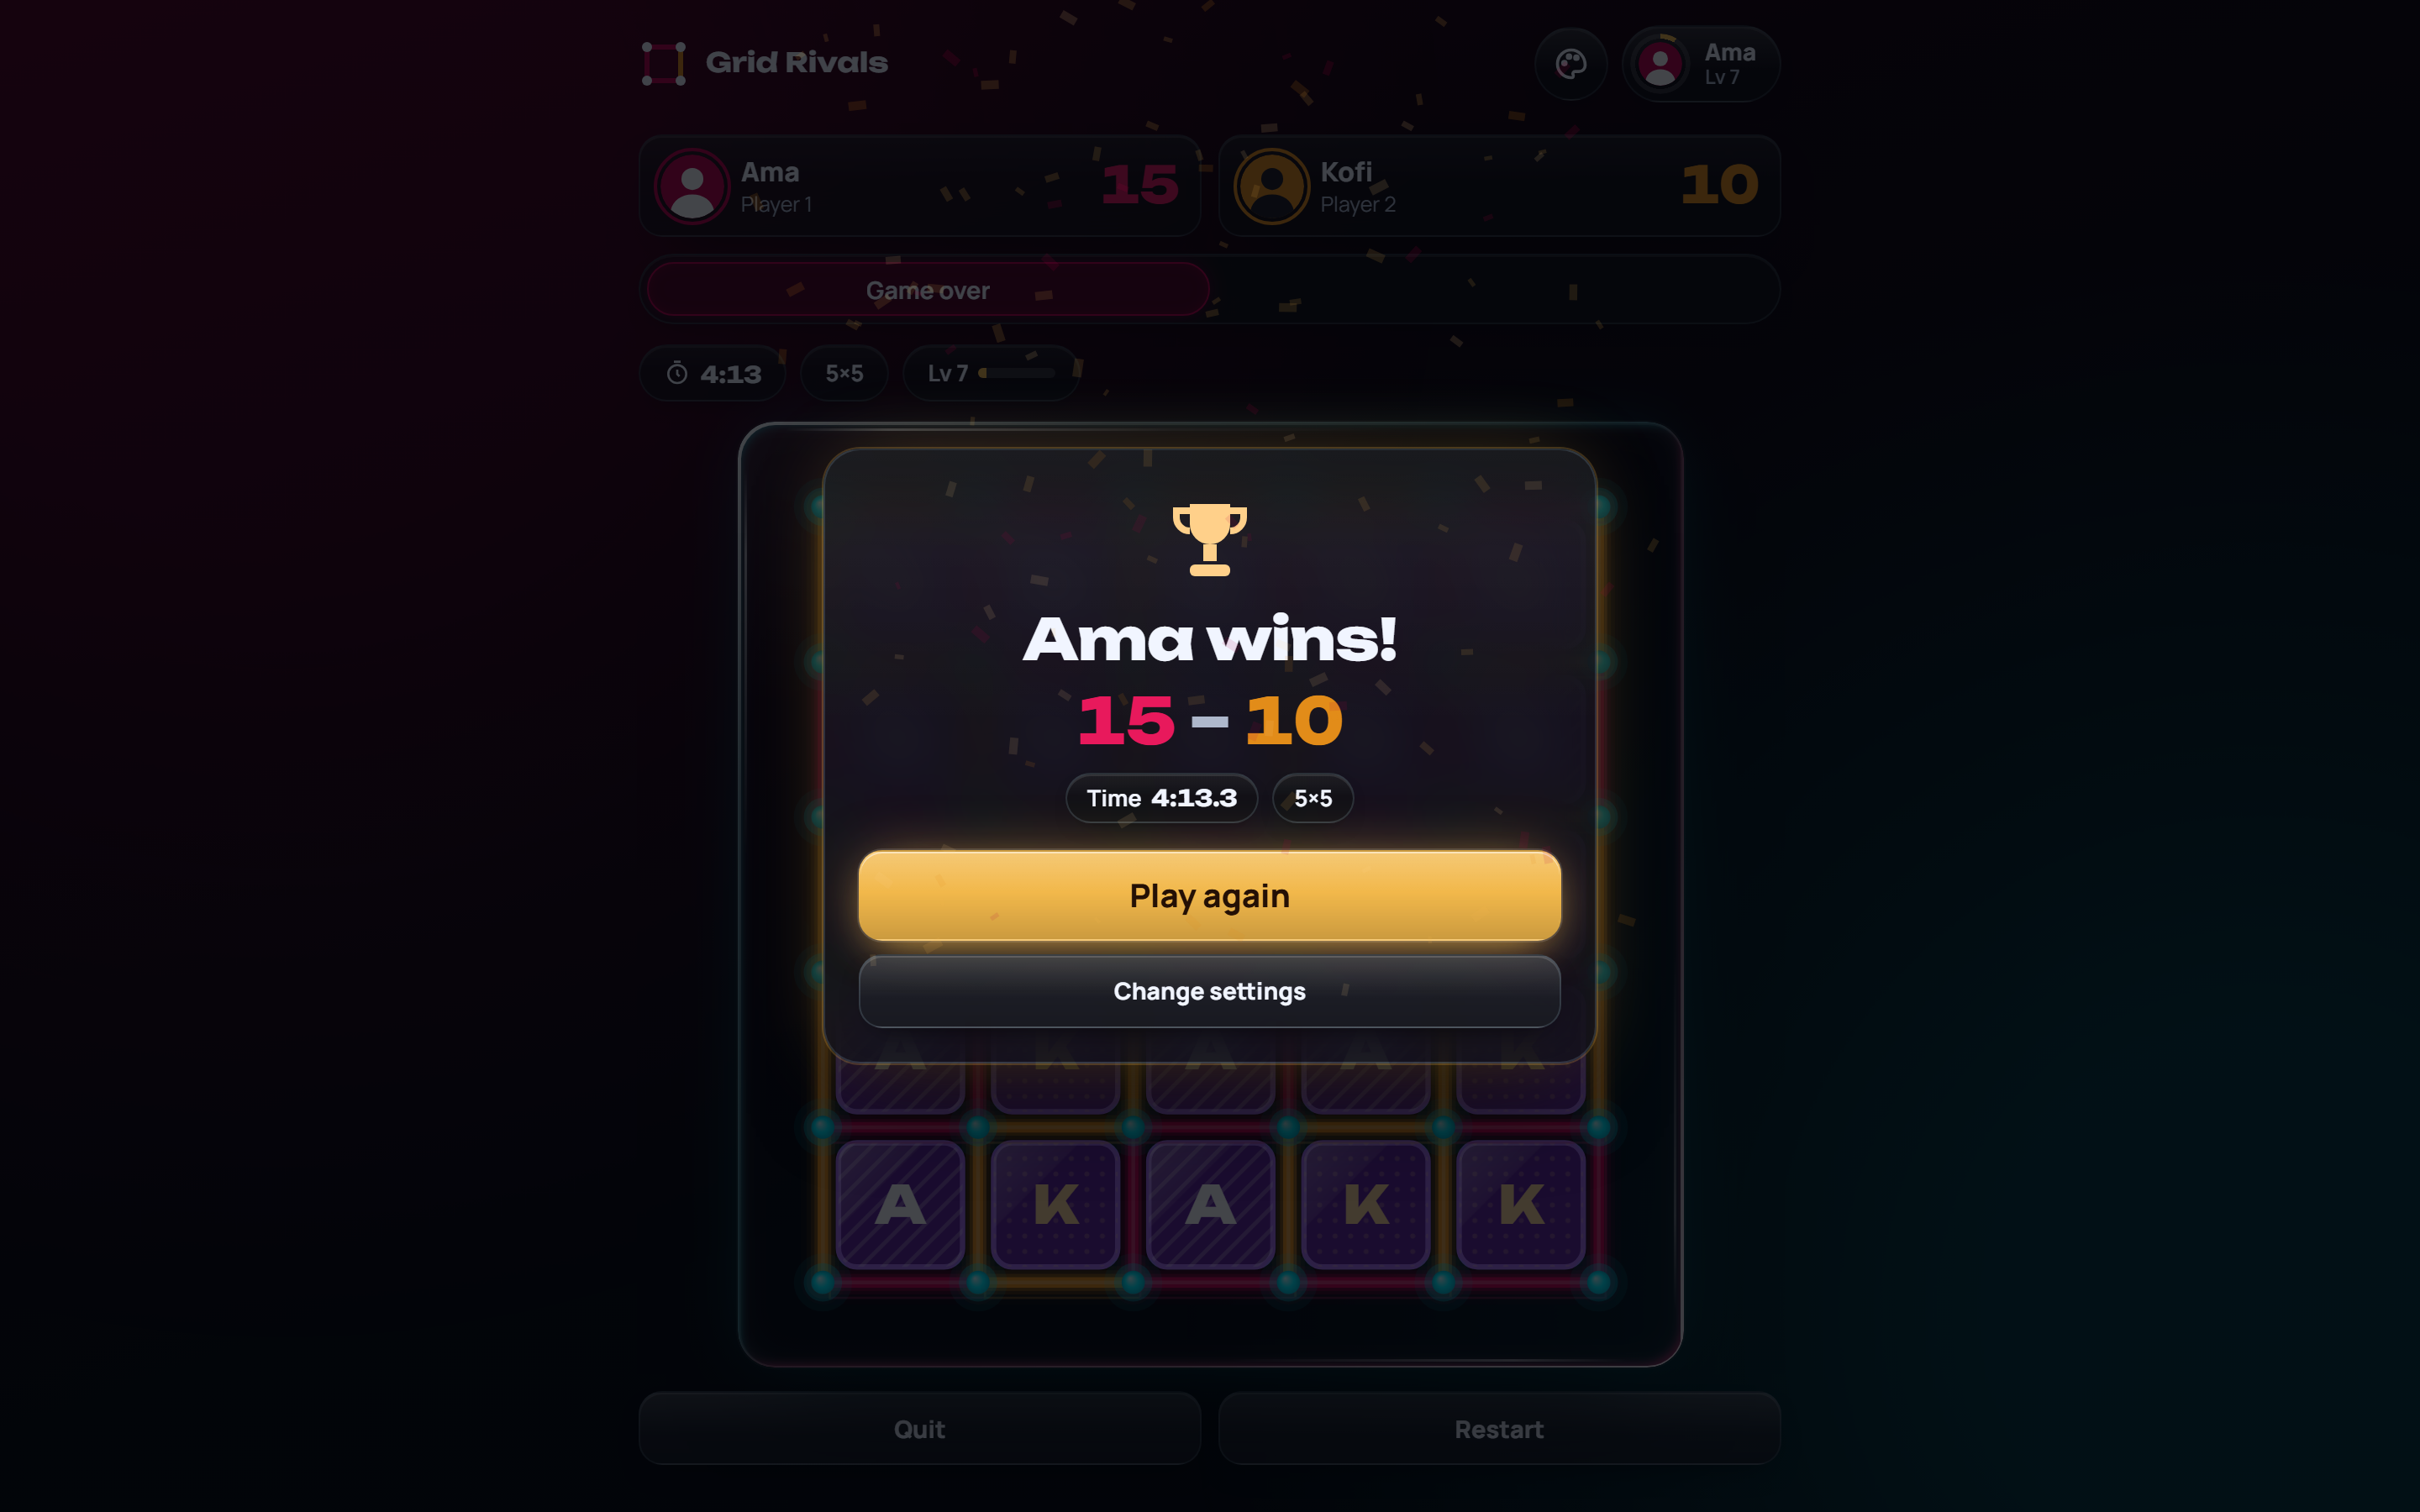 Grid Rivals
Ama
Lv 7
Ama
Player 1
15
Kofi
Player 2
10
Game over
4:13
5×5
Lv 7
Ama wins!
15 – 10
Time 4:13.3
5×5
Play again
Change settings
A K A A K
A K A K K
Quit
Restart